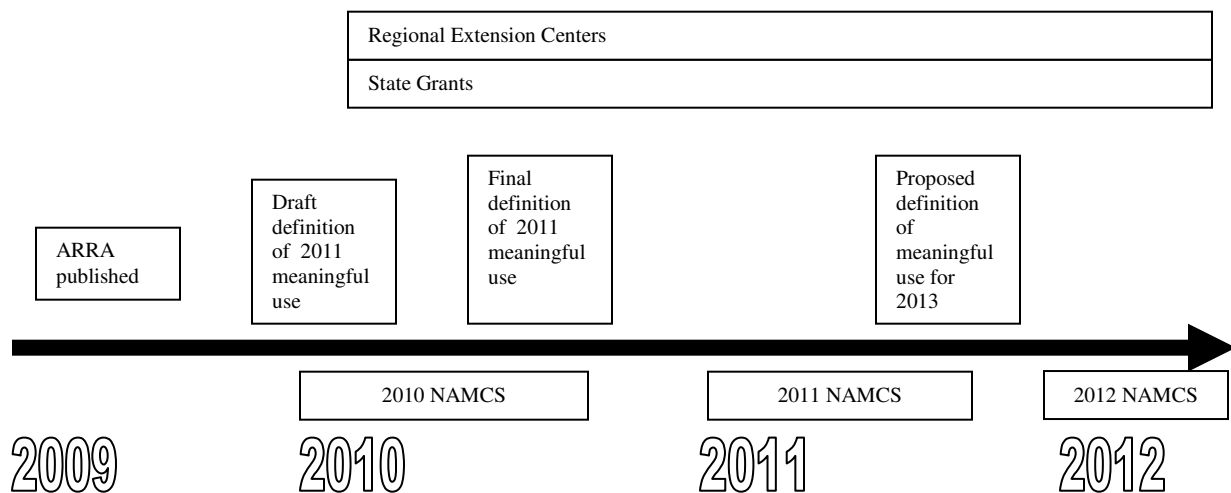 Regional Extension Centers
State Grants
ARRA
published
Draft
definition
of 2011
meaningful
use
Final
definition
of 2011
meaningful
use
Proposed
definition
of
meaningful
use for
2013
2010 NAMCS
2011 NAMCS
2012 NAMCS
2009
2010
2011
2012